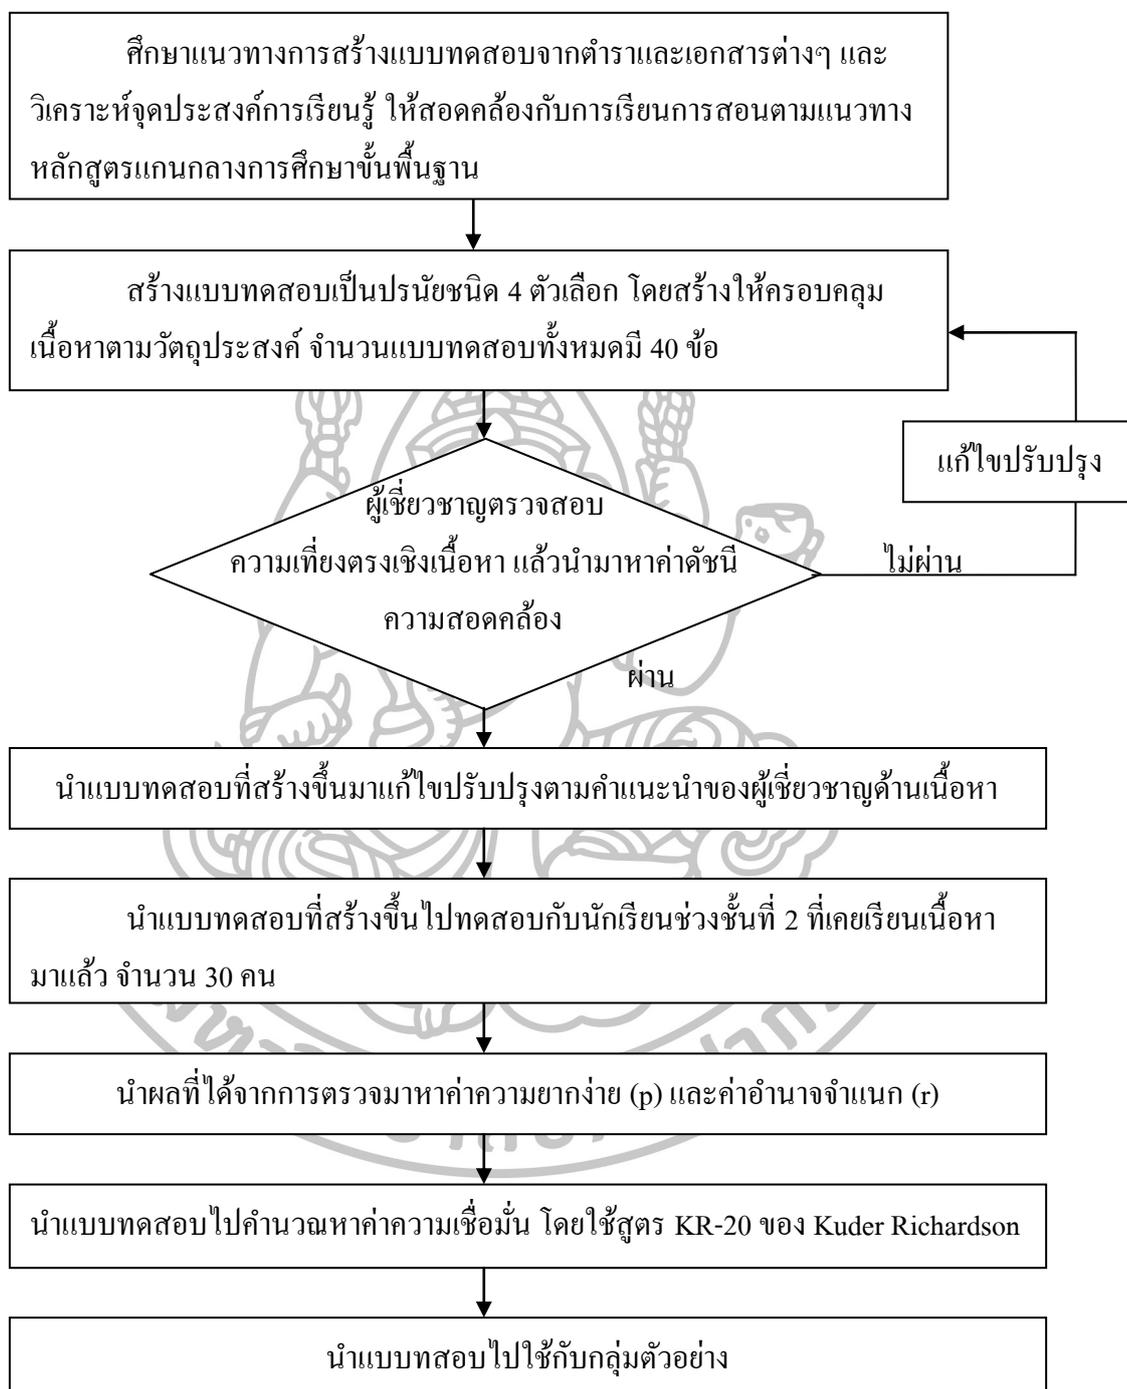 ศึกษาแนวทางการสร้างแบบทดสอบจากตำราและเอกสารต่างๆ และ
วิเคราะห์จุดประสงค์การเรียนรู้ ให้สอดคล้องกับการเรียนการสอนตามแนวทาง
หลักสูตรแกนกลางการศึกษาขั้นพื้นฐาน
สร้างแบบทดสอบเป็นปรนัยชนิด 4 ตัวเลือก โดยสร้างให้ครอบคลุม
เนื้อหาตามวัตถุประสงค์ จำนวนแบบทดสอบทั้งหมดมี 40 ข้อ
แก้ไขปรับปรุง
ผู้เชี่ยวชาญตรวจสอบ
ความเที่ยงตรงเชิงเนื้อหา แล้วนำมาหาค่าดัชนี
ความสอดคล้อง
ไม่ผ่าน
ผ่าน
นำแบบทดสอบที่สร้างขึ้นมาแก้ไขปรับปรุงตามคำแนะนำของผู้เชี่ยวชาญด้านเนื้อหา
นำแบบทดสอบที่สร้างขึ้นไปทดสอบกับนักเรียนช่วงชั้นที่ 2 ที่เคยเรียนเนื้อหา
มาแล้ว จำนวน 30 คน
นำผลที่ได้จากการตรวจมาหาค่าความยากง่าย (p) และค่าอำนาจจำแนก (r)
นำแบบทดสอบไปคำนวณหาค่าความเชื่อมั่น โดยใช้สูตร KR-20 ของ Kuder Richardson
นำแบบทสอบไปใช้กับกลุ่มตัวอย่าง